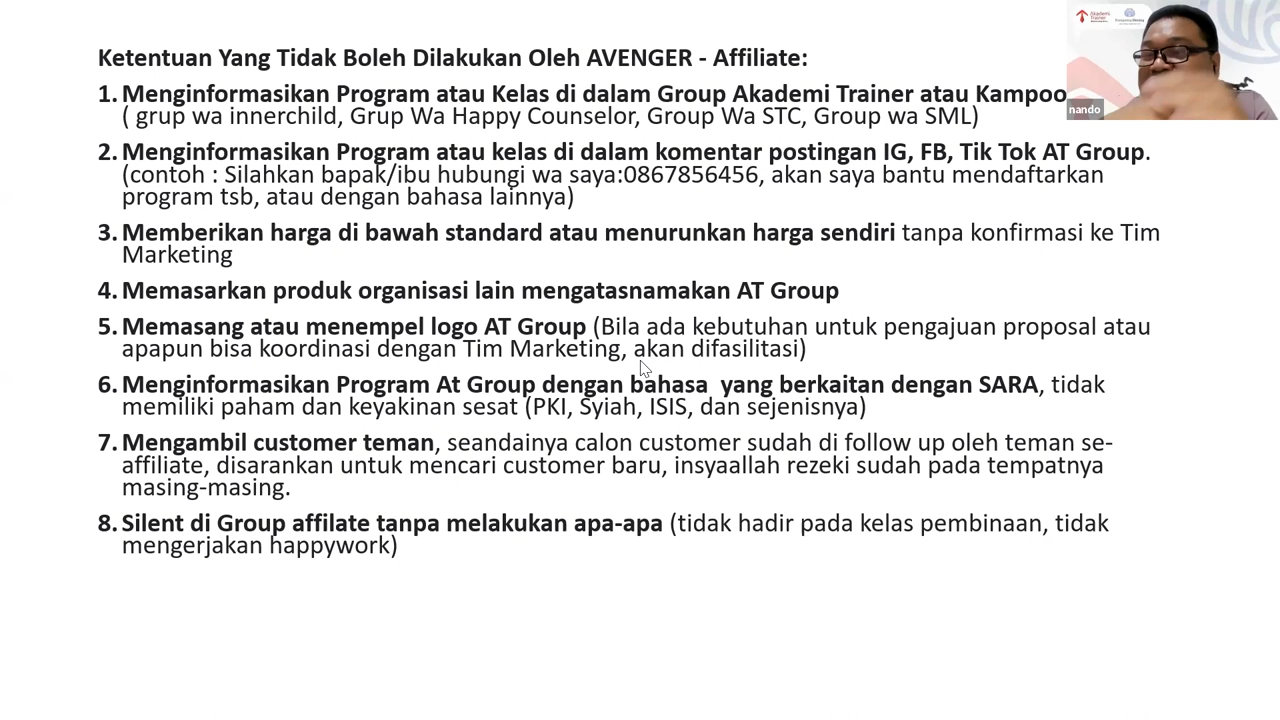 Ketentuan Yang Tidak Boleh Dilakukan Oleh AVENGER - Affiliate:
1. Menginformasikan Program atau Kelas di dalam Group Akademi Trainer atau Kampoo
( grup wa innerchild, Grup Wa Happy Counselor, Group Wa STC, Group wa SML)
2. Menginformasikan Program atau kelas di dalam komentar postingan IG, FB, Tik Tok AT Group.
(contoh : Silahkan bapak/ibu hubungi wa saya:0867856456, akan saya bantu mendaftarkan
program tsb, atau dengan bahasa lainnya)
3. Memberikan harga di bawah standard atau menurunkan harga sendiri tanpa konfirmasi ke Tim
Marketing
4. Memasarkan produk organisasi lain mengatasnamakan AT Group
5. Memasang atau menempel logo AT Group (Bila ada kebutuhan untuk pengajuan proposal atau
apapun bisa koordinasi dengan Tim Marketing, akan difasilitasi)
6. Menginformasikan Program At Group dengan bahasa  yang berkaitan dengan SARA, tidak
memiliki paham dan keyakinan sesat (PKI, Syiah, ISIS, dan sejenisnya)
7. Mengambil customer teman, seandainya calon customer sudah di follow up oleh teman se-
affiliate, disarankan untuk mencari customer baru, insyaallah rezeki sudah pada tempatnya
masing-masing.
8. Silent di Group affilate tanpa melakukan apa-apa (tidak hadir pada kelas pembinaan, tidak
mengerjakan happywork)
Akademi
Trainer
nando